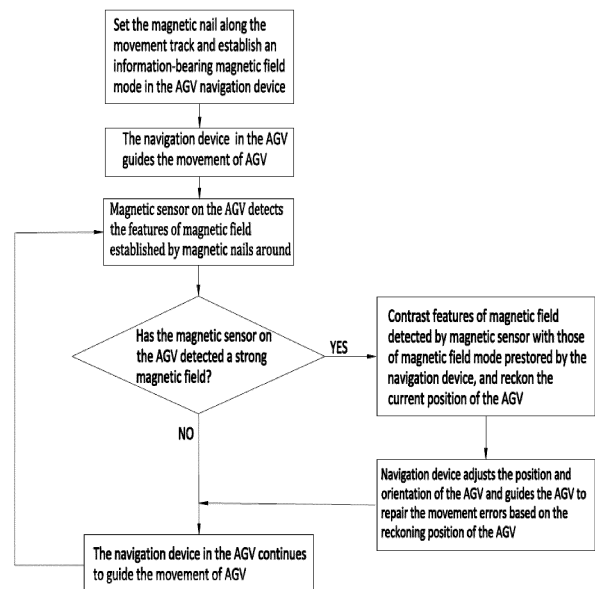 Set the magnetic nail along the
movement track and establish an
information-bearing magnetic field
mode in the AGV navigation device
The navigation device in the AGV
guides the movement of AGV
Magnetic sensor on the AGV detects
the features of magnetic field
established by magnetic nails around
Has the magnetic sensor on
the AGV detected a strong
magnetic field?
YES
Contrast features of magnetic field
detected by magnetic sensor with those
of magnetic field mode prestored by the
navigation device, and reckon the
current position of the AGV
NO
Navigation device adjusts the position and
orientation of the AGV and guides the AGV to
repair the movement errors based on the
reckoning position of the AGV
The navigation device in the AGV continues
to guide the movement of AGV